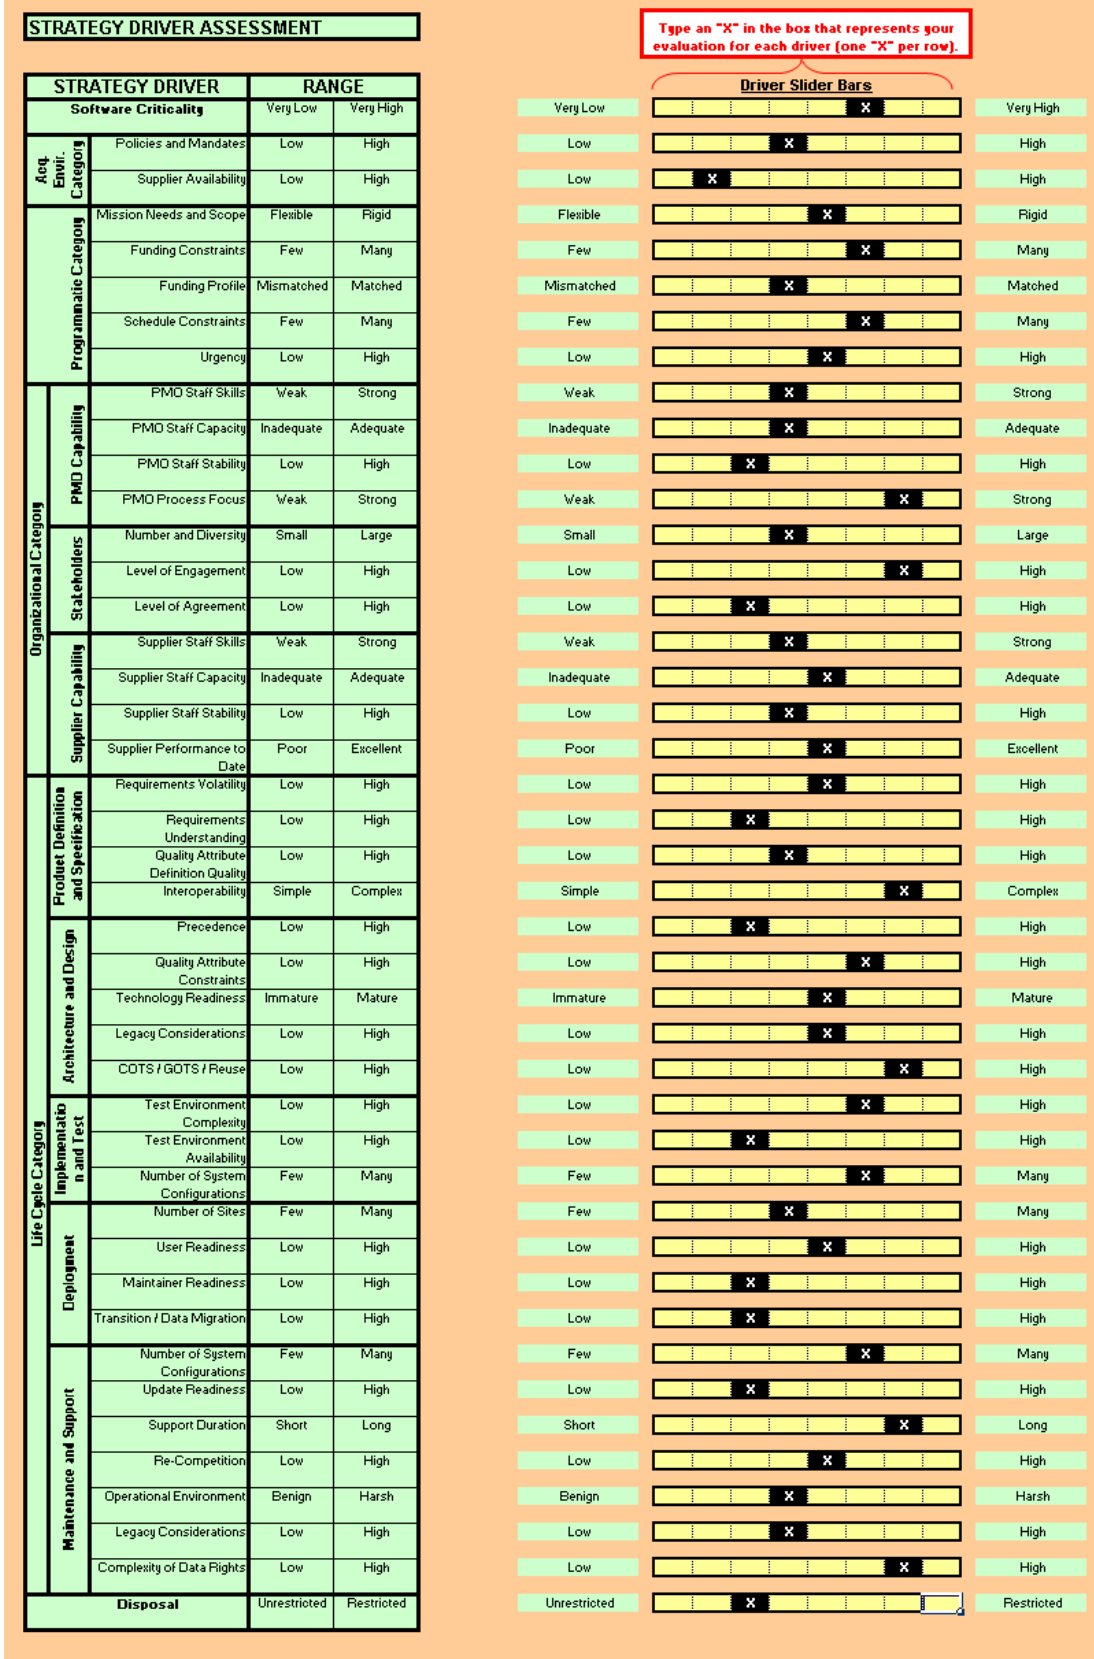 STRATEGY DRIVER ASSESSMENT
Type an "X" in the box that represents your
evaluation for each driver (one "X" per row).
STRATEGY DRIVER RANGE Driver Slider Bars
Software Criticality Very Low Very High Very Low X Very High
Acq.
Envir.
Category
Policies and Mandates Low High Low X High
Supplier Availability Low High Low X High
Programmatic Category
Mission Needs and Scope Flexible Rigid Flexible X Rigid
Funding Constraints Few Many Few X Many
Funding Profile Mismatched Matched Mismatched X Matched
Schedule Constraints Few Many Few X Many
Urgency Low High Low X High
Organizational Category
PMO Capability
PMO Staff Skills Weak Strong Weak X Strong
PMO Staff Capacity Inadequate Adequate Inadequate X Adequate
PMO Staff Stability Low High Low X High
PMO Process Focus Weak Strong Weak X Strong
Stakeholders
Number and Diversity Small Large Small X Large
Level of Engagement Low High Low X High
Level of Agreement Low High Low X High
Supplier Capability
Supplier Staff Skills Weak Strong Weak X Strong
Supplier Staff Capacity Inadequate Adequate Inadequate X Adequate
Supplier Staff Stability Low High Low X High
Supplier Performance to Poor Excellent Poor X Excellent
Date
Life Cycle Category
Product Definition
and Specification
Requirements Volatility Low High Low X High
Requirements Low High Low X High
Understanding
Quality Attribute Low High Low X High
Definition Quality
Interoperability Simple Complex Simple X Complex
Architecture and Design
Precedence Low High Low X High
Quality Attribute Low High Low X High
Constraints
Technology Readiness Immature Mature Immature X Mature
Legacy Considerations Low High Low X High
COTS / GOTS / Reuse Low High Low X High
Implementatio
n and Test
Test Environment Low High Low X High
Complexity
Test Environment Low High Low X High
Availability
Number of System Few Many Few X Many
Configurations
Deployment
Number of Sites Few Many Few X Many
User Readiness Low High Low X High
Maintainer Readiness Low High Low X High
Transition / Data Migration Low High Low X High
Maintenance and Support
Number of System Few Many Few X Many
Configurations
Update Readiness Low High Low X High
Support Duration Short Long Short X Long
Re-Competition Low High Low X High
Operational Environment Benign Harsh Benign X Harsh
Legacy Considerations Low High Low X High
Complexity of Data Rights Low High Low X High
Disposal Unrestricted Restricted Unrestricted X Restricted